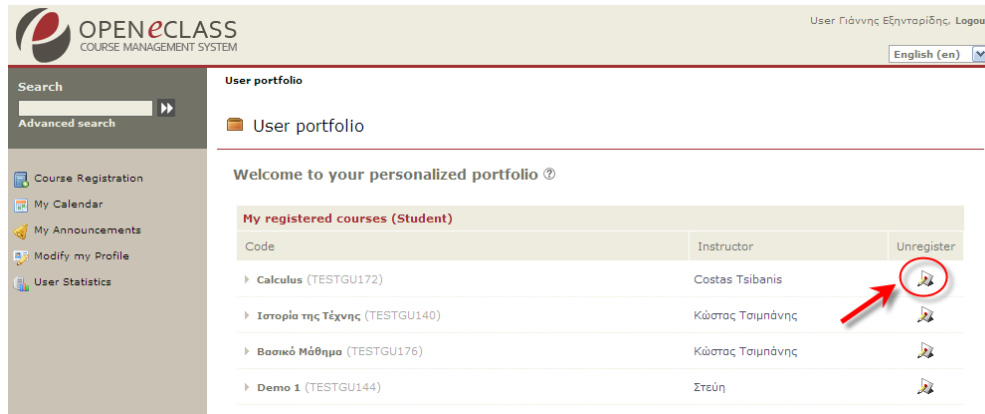 OPENeCLASS
COURSE MANAGEMENT SYSTEM
User Γιάννης Εξηνταρίδης, Logou
English (en)
Search
Advanced search
Course Registration
My Calendar
My Announcements
Modify my Profile
User Statistics
User portfolio
User portfolio
Welcome to your personalized portfolio
My registered courses (Student)
Code Instructor Unregister
Calculus (TESTGU172) Costas Tsibanis
Ιστορία της Τέχνης (TESTGU140) Κώστας Τσιμπάνης
Βασικό Μάθημα (TESTGU176) Κώστας Τσιμπάνης
Demo 1 (TESTGU144) Στεύη